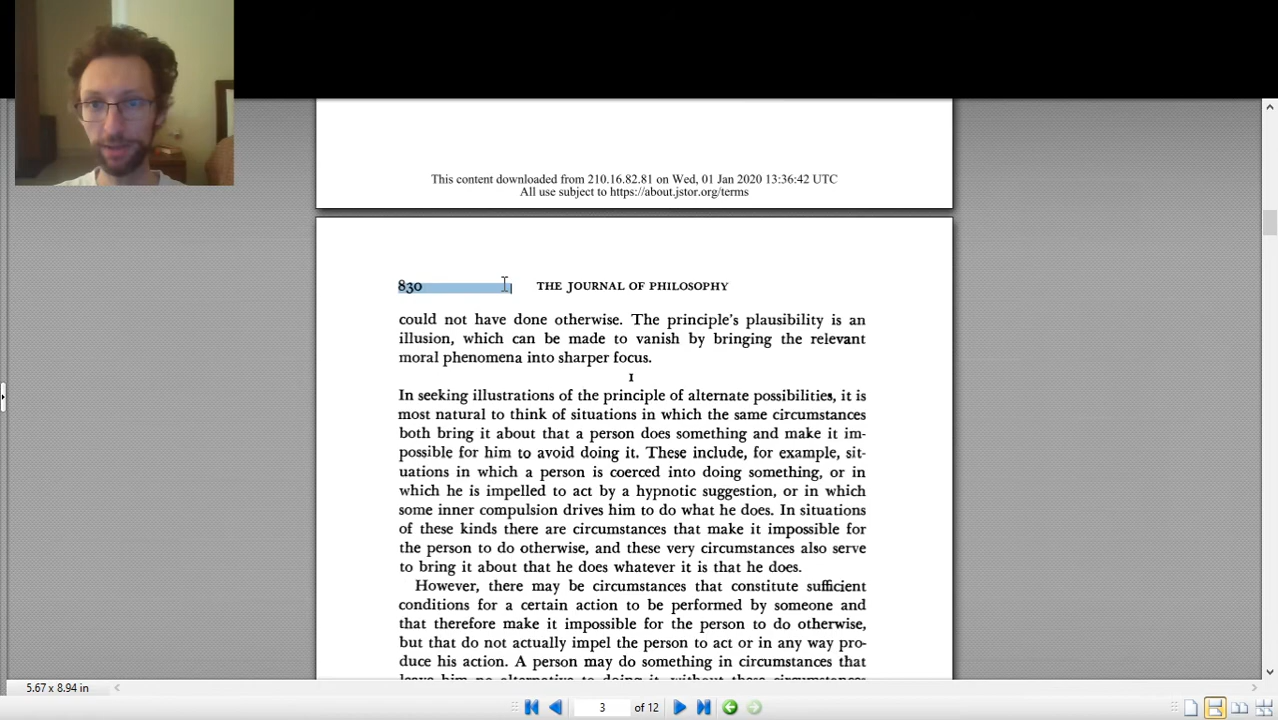 This content downloaded from 210.16.82.81 on Wed, 01 Jan 2020 13:36:42 UTC
All use subject to https://about.jstor.org/terms
830 THE JOURNAL OF PHILOSOPHY
could not have done otherwise. The principle's plausibility is an
illusion, which can be made to vanish by bringing the relevant
moral phenomena into sharper focus.
I
In seeking illustrations of the principle of alternate possibilities, it is
most natural to think of situations in which the same circumstances
both bring it about that a person does something and make it im-
possible for him to avoid doing it. These include, for example, sit-
uations in which a person is coerced into doing something, or in
which he is impelled to act by a hypnotic suggestion, or in which
some inner compulsion drives him to do what he does. In situations
of these kinds there are circumstances that make it impossible for
the person to do otherwise, and these very circumstances also serve
to bring it about that he does whatever it is that he does.
However, there may be circumstances that constitute sufficient
conditions for a certain action to be performed by someone and
that therefore make it impossible for the person to do otherwise,
but that do not actually impel the person to act or in any way pro-
duce his action. A person may do something in circumstances that
leave him no alternative to doing it, without these circumstances
5.67 x 8.94 in
3 of 12